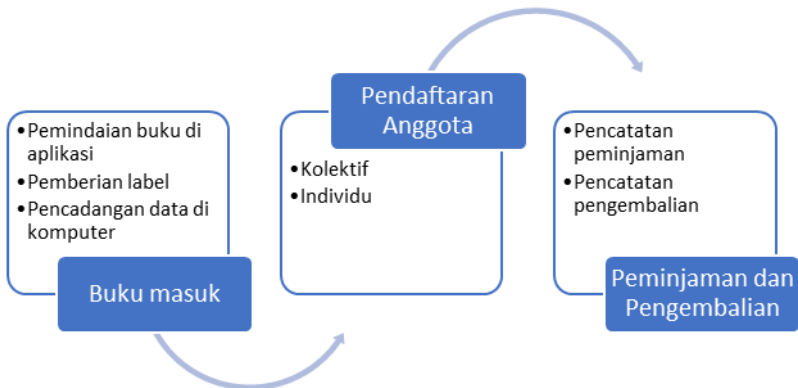 •Pemindaian buku di
aplikasi
•Pemberian label
•Pencadangan data di
komputer
Buku masuk
Pendaftaran
Anggota
•Kolektif
•Individu
•Pencatatan
peminjaman
•Pencatatan
pengembalian
Peminjaman dan
Pengembalian